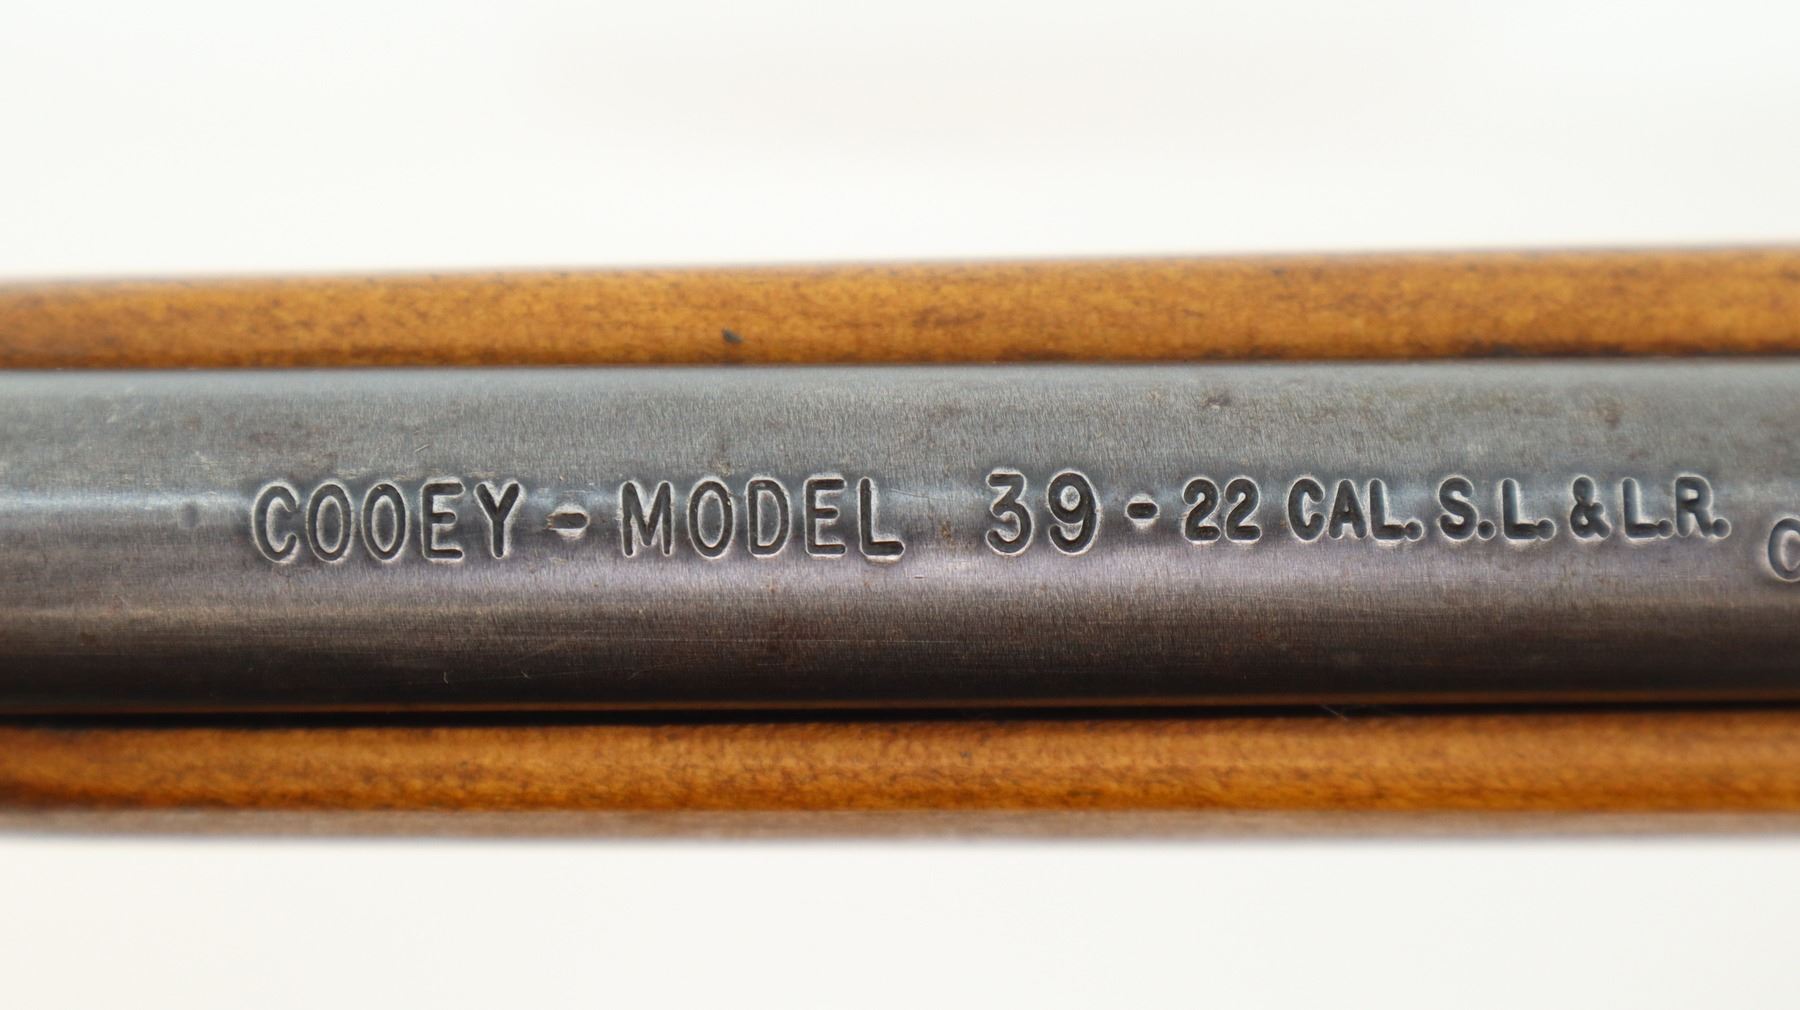 COOEY - MODEL 39 - 22 CAL. S.L. & L.R.